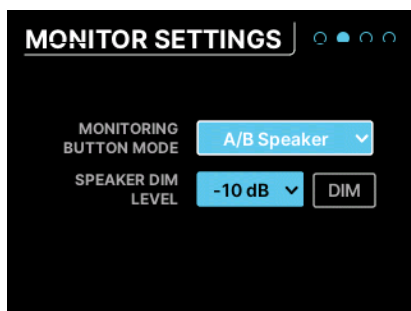 MONITOR SETTINGS
MONITORING
BUTTON MODE
A/B Speaker
SPEAKER DIM
LEVEL
-10 dB
DIM